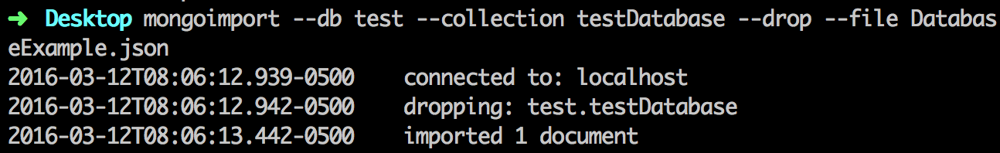 ➜ Desktop mongoimport --db test --collection testDatabase --drop --file Databas
eExample.json
2016-03-12T08:06:12.939-0500    connected to: localhost
2016-03-12T08:06:12.942-0500    dropping: test.testDatabase
2016-03-12T08:06:13.442-0500    imported 1 document